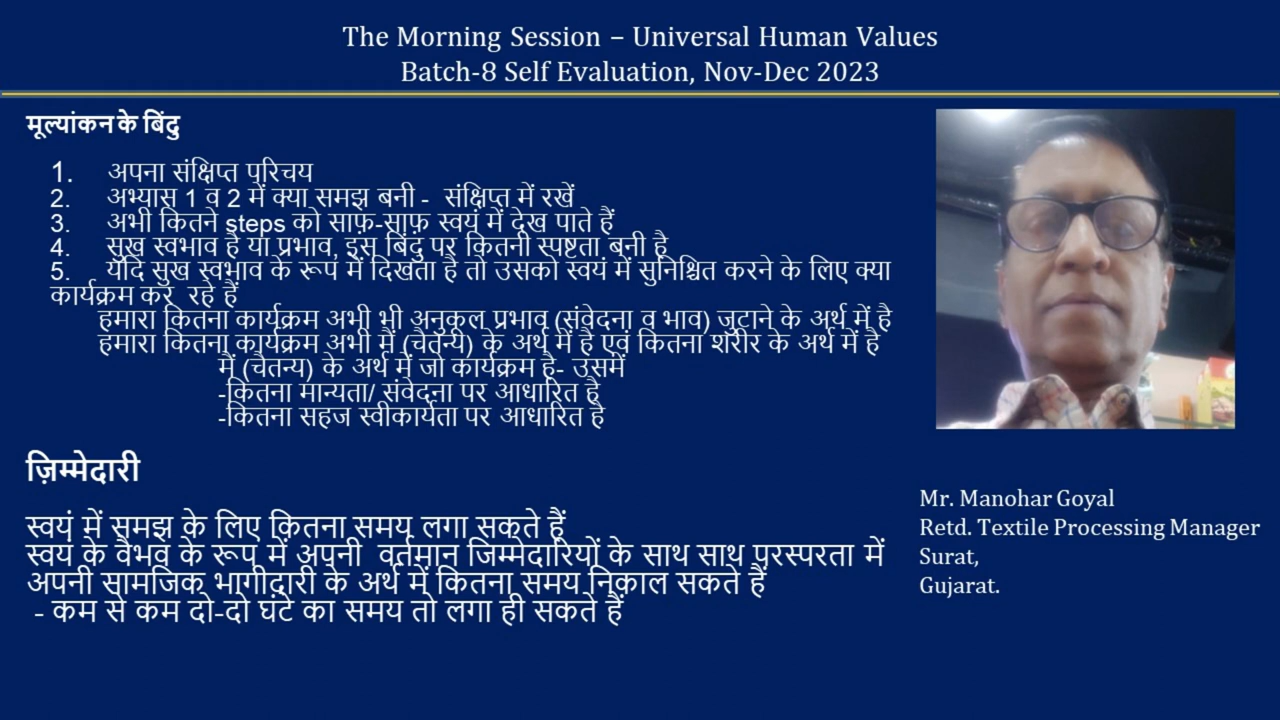 The Morning Session – Universal Human Values
Batch-8 Self Evaluation, Nov-Dec 2023
मूल्यांकन के बिंदु
1. अपना संक्षिप्त परिचय
2. अभ्यास 1 व 2 में क्या समझ बनी - संक्षिप्त में रखें
3. अभी कितने steps को साफ़-साफ़ स्वयं में देख पाते हैं
4. सुख स्वभाव है या प्रभाव, इस बिंदु पर कितनी स्पष्टता बनी है
5. यदि सुख स्वभाव के रूप में दिखता है तो उसको स्वयं में सुनिश्चित करने के लिए क्या
कार्यक्रम कर रहे हैं
हमारा कितना कार्यक्रम अभी भी अनुकूल प्रभाव (संवेदना व भाव) जुटाने के अर्थ में है
हमारा कितना कार्यक्रम अभी मैं (चैतन्य) के अर्थ में है एवं कितना शरीर के अर्थ में है
मैं (चैतन्य) के अर्थ में जो कार्यक्रम है- उसमें
-कितना मान्यता/ संवेदना पर आधारित है
-कितना सहज स्वीकार्यता पर आधारित है
ज़िम्मेदारी
स्वयं में समझ के लिए कितना समय लगा सकते हैं
स्वयं के वैभव के रूप में अपनी वर्तमान जिम्मेदारियों के साथ साथ परस्परता में
अपनी सामजिक भागीदारी के अर्थ में कितना समय निकाल सकते हैं
- कम से कम दो-दो घंटे का समय तो लगा ही सकते हैं
Mr. Manohar Goyal
Retd. Textile Processing Manager
Surat,
Gujarat.